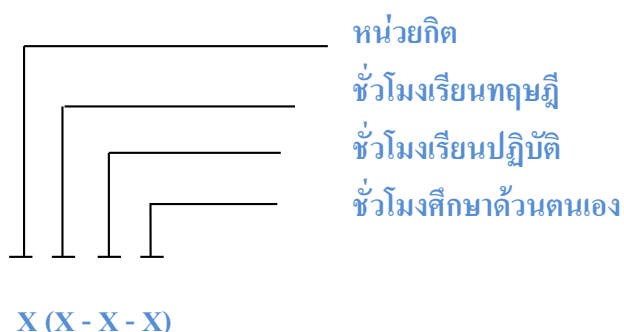 หน่วยกิต
ชั่วโมงเรียนทฤษฎี
ชั่วโมงเรียนปฏิบัติ
ชั่วโมงศึกษาด้วนตนเอง
X (X - X - X)